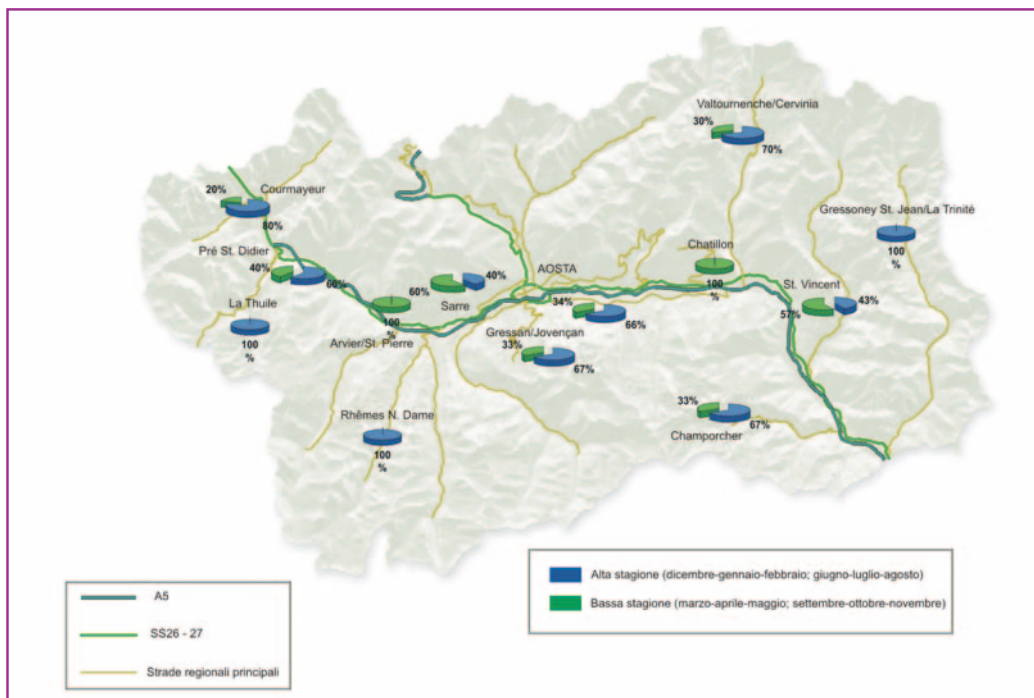 Valtournenche/Cervinia
30%
70%
20%
Courmayeur
80%
Gressoney St. Jean/La Trinité
100
%
Pré St. Didier
40%
60%
Chatillon
100
%
AOSTA
40%
60%
Sarre
St. Vincent
43%
57%
La Thuile
100
%
100
%
Arvier/St. Pierre
34%
66%
Gressan/Jovençan
33%
67%
Rhêmes N. Dame
100
%
33%
67%
Champorcher
A5
SS26 - 27
Strade regionali principali
Alta stagione (dicembre-gennaio-febbraio; giugno-luglio-agosto)
Bassa stagione (marzo-aprile-maggio; settembre-ottobre-novembre)